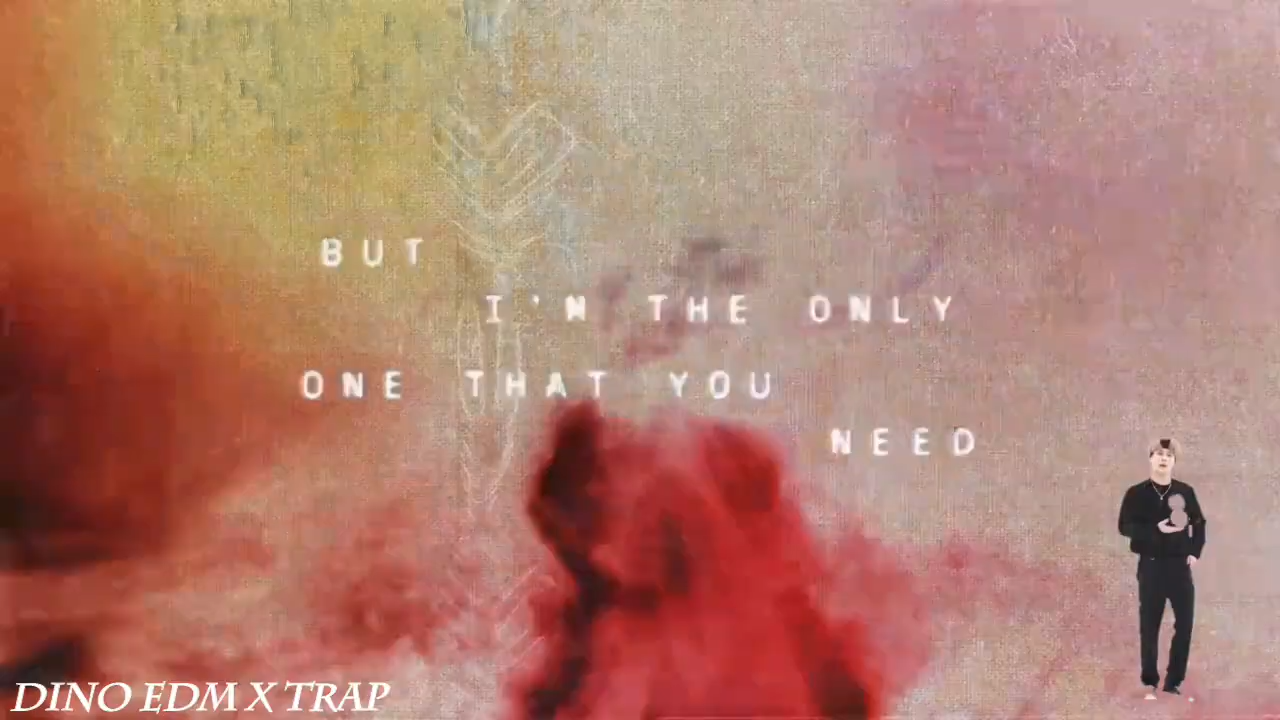 BUT
I'M THE ONLY
ONE THAT YOU
NEED
DINO EDM X TRAP